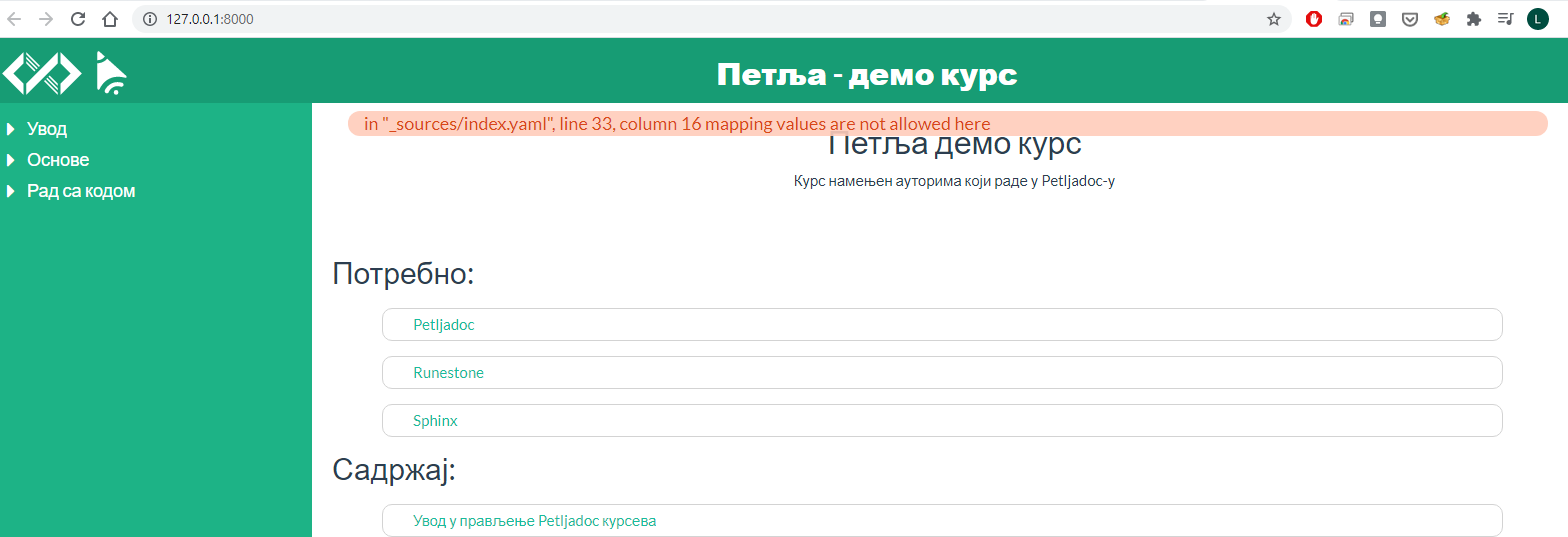 127.0.0.1:8000
L
Петља - демо курс
Увод
Основе
Рад са кодом
in "_sources/index.yaml", line 33, column 16 mapping values are not allowed here
Петља демо курс
Курс намењен ауторима који раде у Petljadoc-у
Потребно:
Petljadoc
Runestone
Sphinx
Садржај:
Увод у прављење Petljadoc курсева